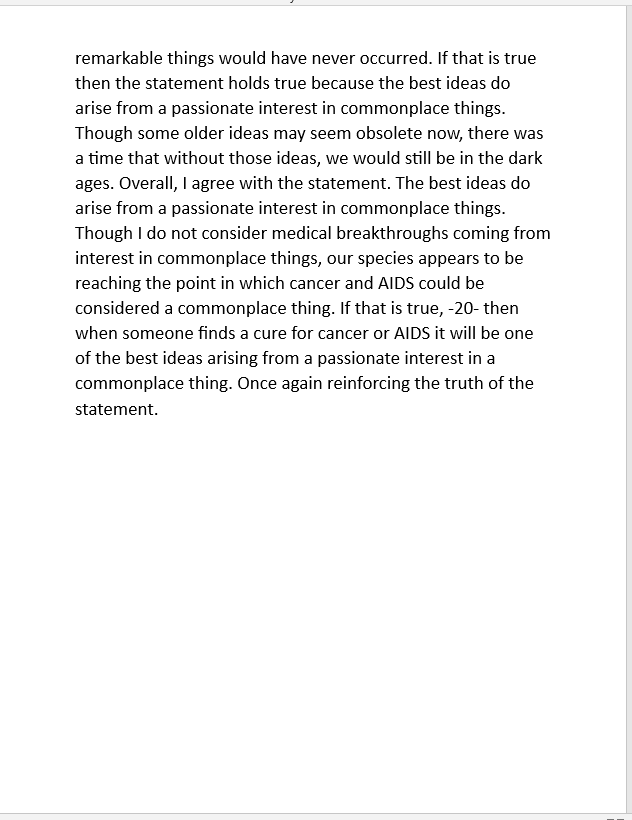 remarkable things would have never occurred. If that is true
then the statement holds true because the best ideas do
arise from a passionate interest in commonplace things.
Though some older ideas may seem obsolete now, there was
a time that without those ideas, we would still be in the dark
ages. Overall, I agree with the statement. The best ideas do
arise from a passionate interest in commonplace things.
Though I do not consider medical breakthroughs coming from
interest in commonplace things, our species appears to be
reaching the point in which cancer and AIDS could be
considered a commonplace thing. If that is true, -20- then
when someone finds a cure for cancer or AIDS it will be one
of the best ideas arising from a passionate interest in a
commonplace thing. Once again reinforcing the truth of the
statement.